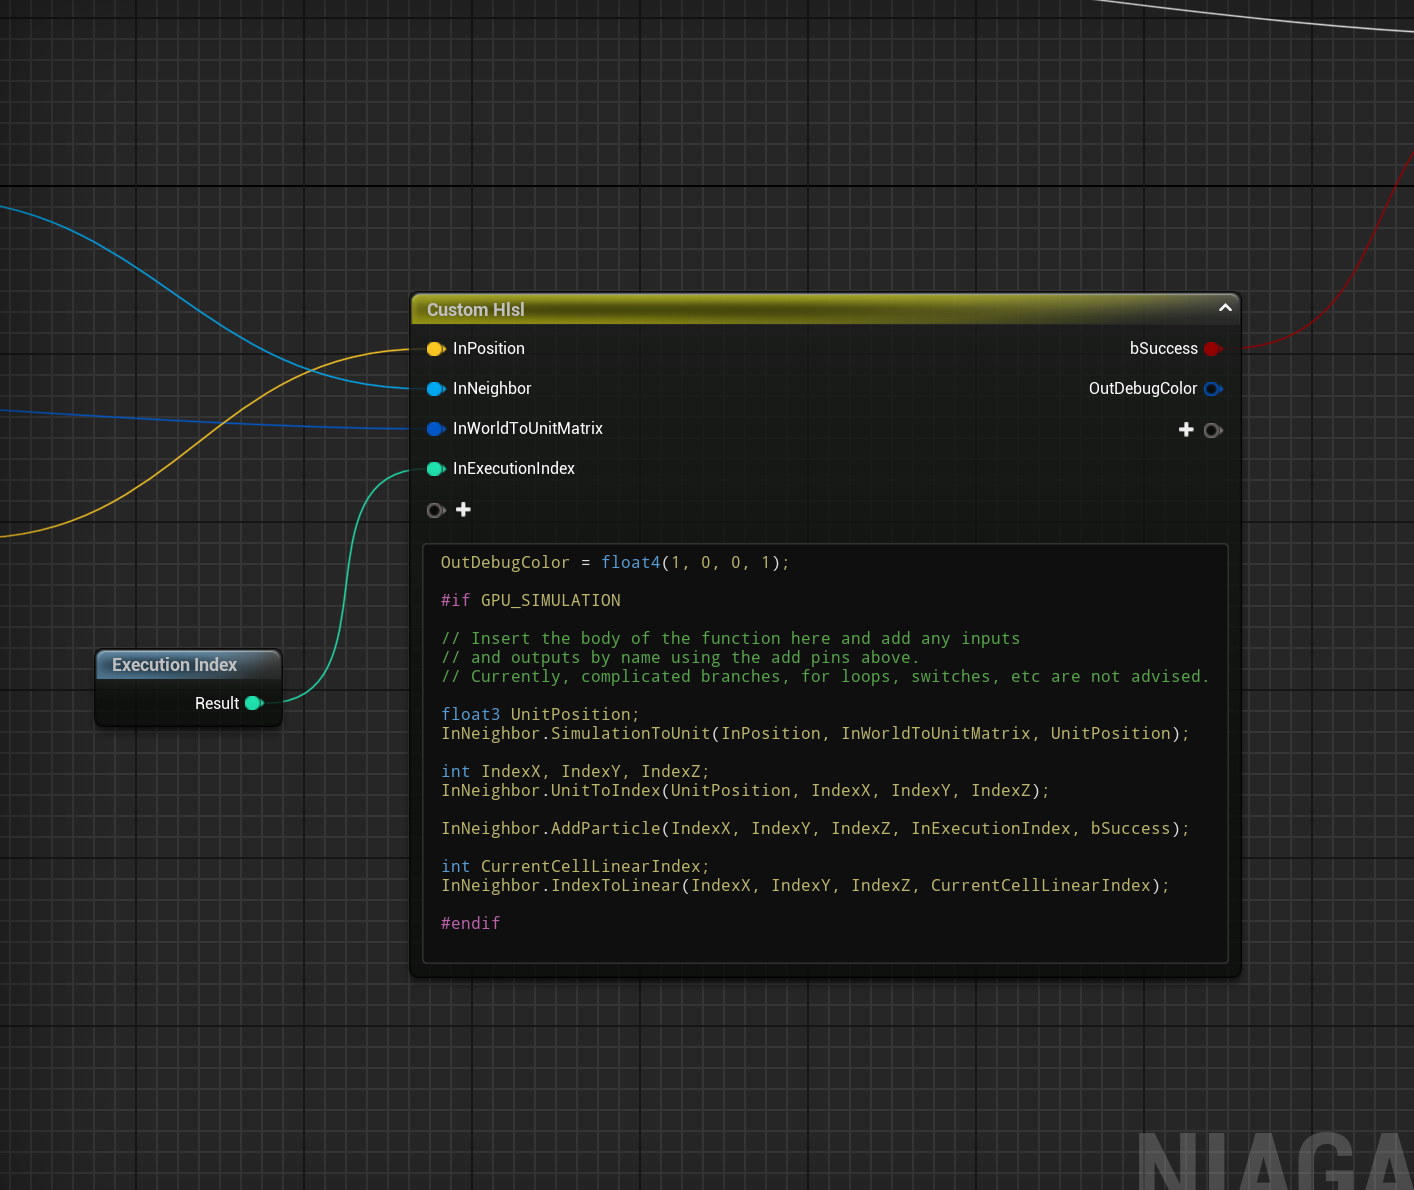 Custom Hlsl
InPosition
bSuccess
InNeighbor
OutDebugColor
InWorldToUnitMatrix
InExecutionIndex
OutDebugColor = float4(1, 0, 0, 1);
#if GPU_SIMULATION
// Insert the body of the function here and add any inputs
// and outputs by name using the add pins above.
// Currently, complicated branches, for loops, switches, etc are not advised.
float3 UnitPosition;
InNeighbor.SimulationToUnit(InPosition, InWorldToUnitMatrix, UnitPosition);
int IndexX, IndexY, IndexZ;
InNeighbor.UnitToIndex(UnitPosition, IndexX, IndexY, IndexZ);
InNeighbor.AddParticle(IndexX, IndexY, IndexZ, InExecutionIndex, bSuccess);
int CurrentCellLinearIndex;
InNeighbor.IndexToLinear(IndexX, IndexY, IndexZ, CurrentCellLinearIndex);
#endif
Execution Index
Result
NIAGA